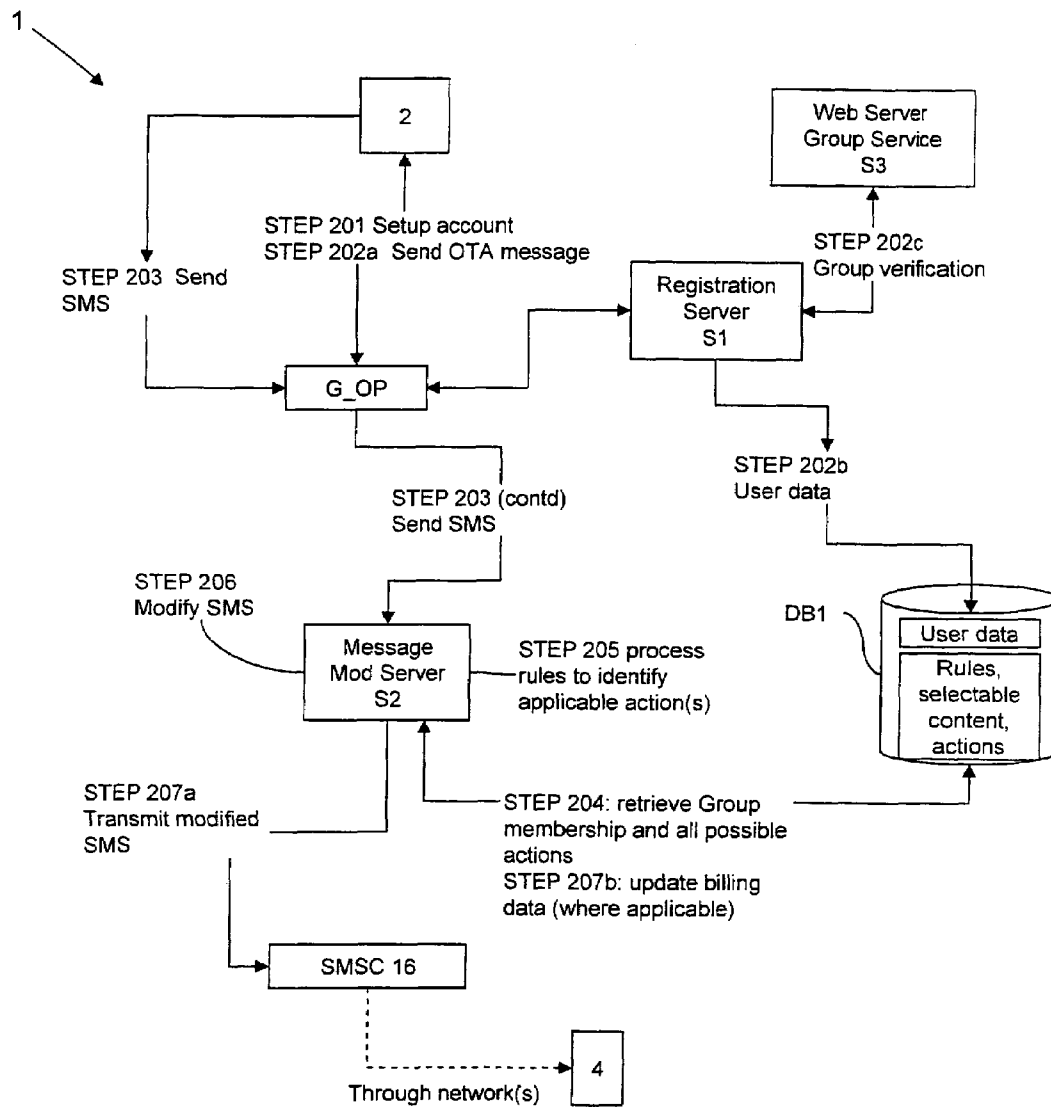 1
2
Web Server
Group Service
S3
STEP 201 Setup account
STEP 202a Send OTA message
STEP 203 Send
SMS
STEP 202c
Group verification
Registration
Server
S1
G_OP
STEP 202b
User data
STEP 203 (contd)
Send SMS
STEP 206
Modify SMS
DB1
User data
Message
Mod Server
S2
STEP 205 process
rules to identify
applicable action(s)
Rules,
selectable
content,
actions
STEP 207a
Transmit modified
SMS
STEP 204: retrieve Group
membership and all possible
actions
STEP 207b: update billing
data (where applicable)
SMSC 16
4
Through network(s)